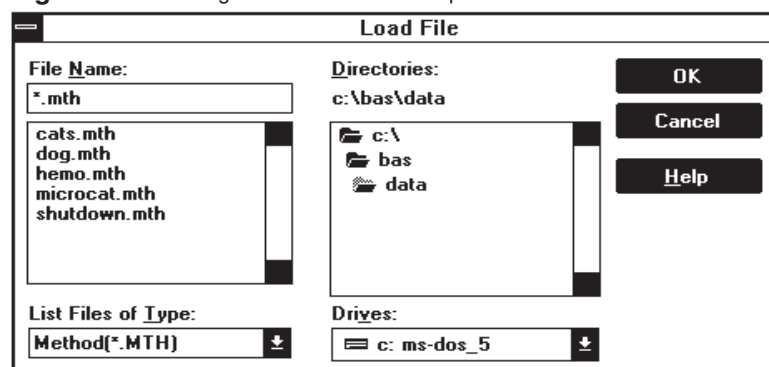 Load File
File Name:
*.mth
cats.mth
dog.mth
hemo.mth
microcat.mth
shutdown.mth
List Files of Type:
Method(*.MTH)
Directories:
c:\bas\data
c:\
bas
data
Drives:
c: ms-dos_5
OK
Cancel
Help